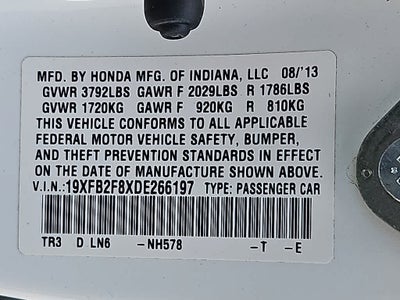 MFD. BY HONDA MFG. OF INDIANA, LLC 08/'13
GVWR 3792LBS GAWR F 2029LBS R 1786LBS
GVWR 1720KG GAWR F 920KG R 810KG
THIS VEHICLE CONFORMS TO ALL APPLICABLE
FEDERAL MOTOR VEHICLE SAFETY, BUMPER,
AND THEFT PREVENTION STANDARDS IN EFFECT
ON THE DATE OF MANUFACTURE SHOWN ABOVE.
V.I.N.: 19XFB2F8XDE266197 TYPE: PASSENGER CAR
TR3 D LN6 -NH578 -T -E